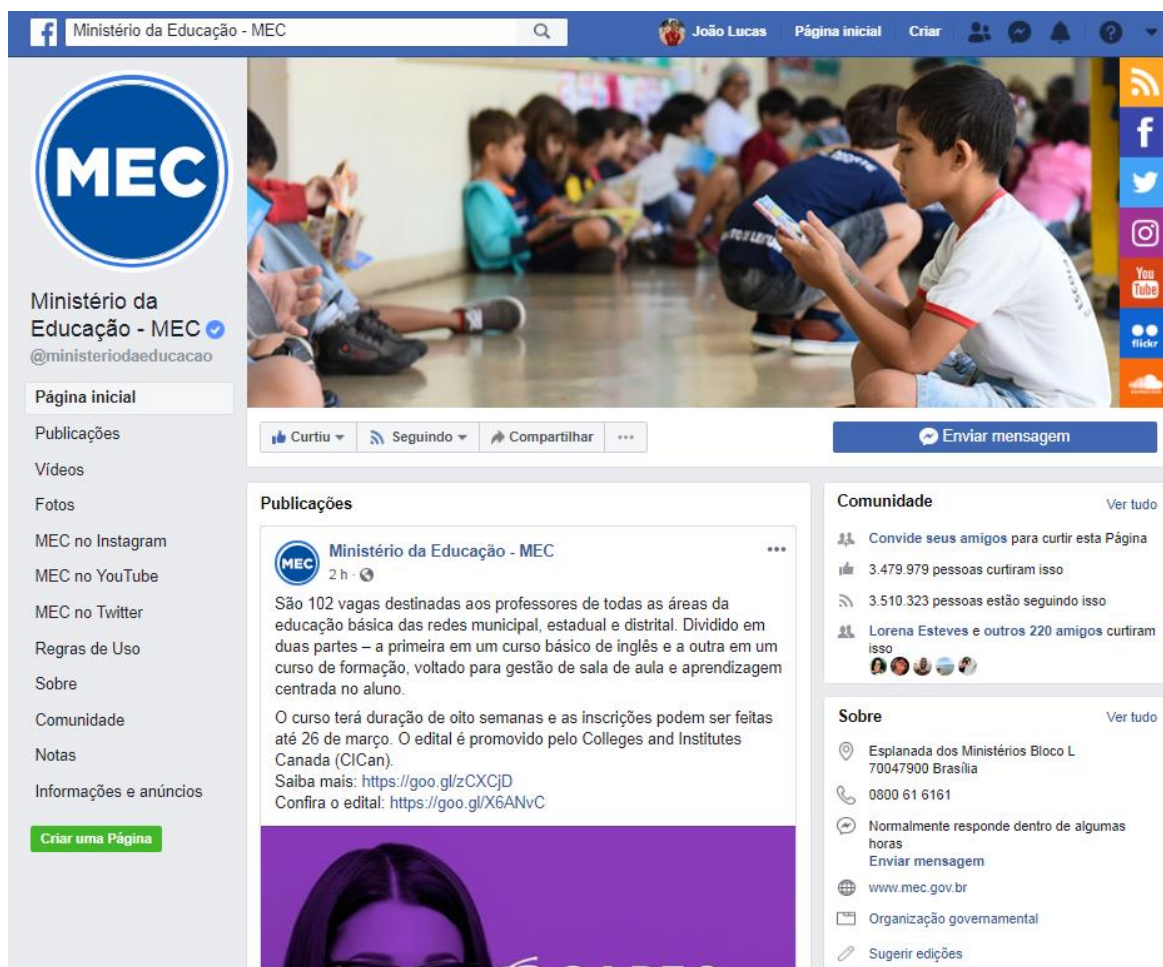 Ministério da Educação - MEC
João Lucas
Página inicial
Criar
MEC
You
Tube
flickr
Ministério da
Educação - MEC
@ministeriodaeducacao
Página inicial
Publicações
Vídeos
Fotos
MEC no Instagram
MEC no YouTube
MEC no Twitter
Regras de Uso
Sobre
Comunidade
Notas
Informações e anúncios
Criar uma Página
Curtiu
Seguindo
Compartilhar
Enviar mensagem
Publicações
MEC
Ministério da Educação - MEC
2 h ·
São 102 vagas destinadas aos professores de todas as áreas da
educação básica das redes municipal, estadual e distrital. Dividido em
duas partes – a primeira em um curso básico de inglês e a outra em um
curso de formação, voltado para gestão de sala de aula e aprendizagem
centrada no aluno.
O curso terá duração de oito semanas e as inscrições podem ser feitas
até 26 de março. O edital é promovido pelo Colleges and Institutes
Canada (CICan).
Saiba mais: https://goo.gl/zCXCjD
Confira o edital: https://goo.gl/X6ANvC
Comunidade
Ver tudo
Convide seus amigos para curtir esta Página
3.479.979 pessoas curtiram isso
3.510.323 pessoas estão seguindo isso
Lorena Esteves e outros 220 amigos curtiram
isso
Sobre
Ver tudo
Esplanada dos Ministérios Bloco L
70047900 Brasília
0800 61 6161
Normalmente responde dentro de algumas
horas
Enviar mensagem
www.mec.gov.br
Organização governamental
Sugerir edições